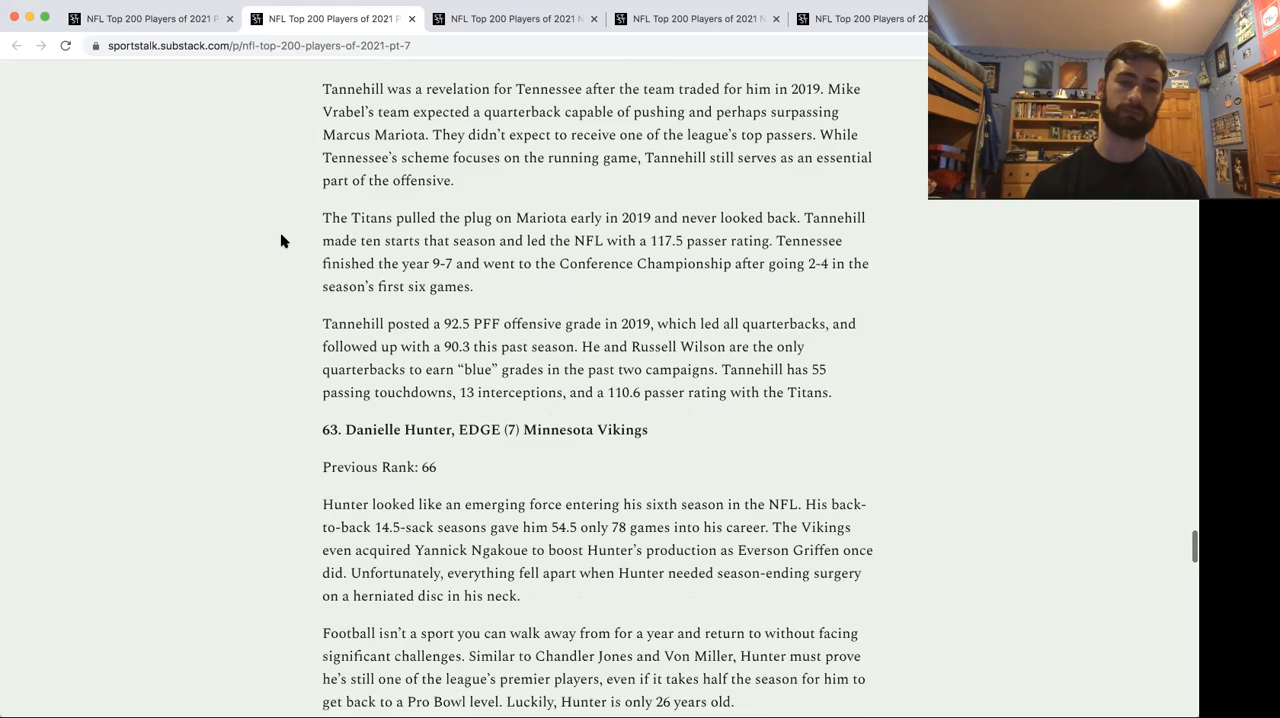 NFL Top 200 Players of 2021 P
NFL Top 200 Players of 2021 P
NFL Top 200 Players of 2021 N
NFL Top 200 Players of 2021 N
NFL Top 200 Players of 20
sportstalk.substack.com/p/nfl-top-200-players-of-2021-pt-7
Tannehill was a revelation for Tennessee after the team traded for him in 2019. Mike
Vrabel’s team expected a quarterback capable of pushing and perhaps surpassing
Marcus Mariota. They didn’t expect to receive one of the league’s top passers. While
Tennessee’s scheme focuses on the running game, Tannehill still serves as an essential
part of the offensive.
The Titans pulled the plug on Mariota early in 2019 and never looked back. Tannehill
made ten starts that season and led the NFL with a 117.5 passer rating. Tennessee
finished the year 9-7 and went to the Conference Championship after going 2-4 in the
season’s first six games.
Tannehill posted a 92.5 PFF offensive grade in 2019, which led all quarterbacks, and
followed up with a 90.3 this past season. He and Russell Wilson are the only
quarterbacks to earn “blue” grades in the past two campaigns. Tannehill has 55
passing touchdowns, 13 interceptions, and a 110.6 passer rating with the Titans.
63. Danielle Hunter, EDGE (7) Minnesota Vikings
Previous Rank: 66
Hunter looked like an emerging force entering his sixth season in the NFL. His back-
to-back 14.5-sack seasons gave him 54.5 only 78 games into his career. The Vikings
even acquired Yannick Ngakoue to boost Hunter’s production as Everson Griffen once
did. Unfortunately, everything fell apart when Hunter needed season-ending surgery
on a herniated disc in his neck.
Football isn’t a sport you can walk away from for a year and return to without facing
significant challenges. Similar to Chandler Jones and Von Miller, Hunter must prove
he’s still one of the league’s premier players, even if it takes half the season for him to
get back to a Pro Bowl level. Luckily, Hunter is only 26 years old.